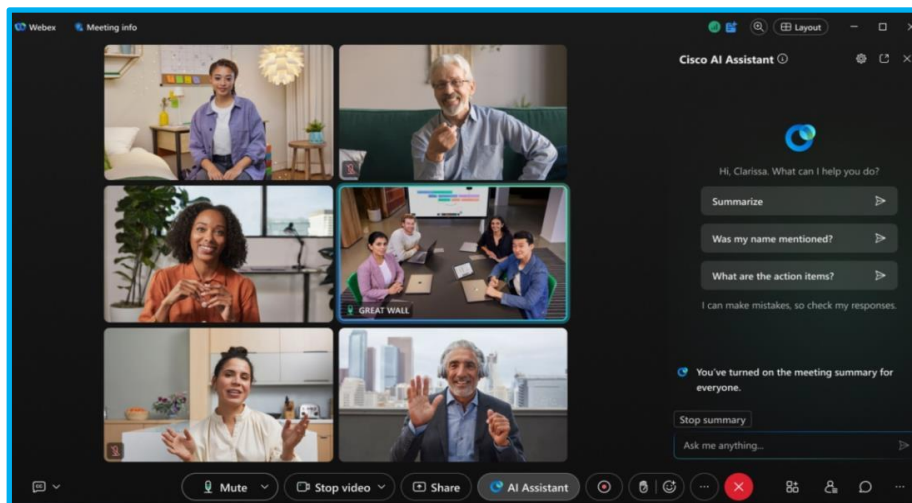 Webex
Meeting info
Layout
Cisco AI Assistant
Hi, Clarissa. What can I help you do?
Summarize
Was my name mentioned?
What are the action items?
I can make mistakes, so check my responses.
GREAT WALL
You've turned on the meeting summary for
everyone.
Stop summary
Ask me anything...
Mute
Stop video
Share
AI Assistant